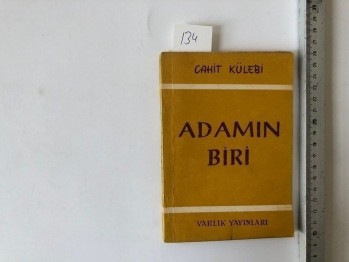 134
CAHİT KÜLEBİ
ADAMIN
BİRİ
VARLIK YAYINLARI